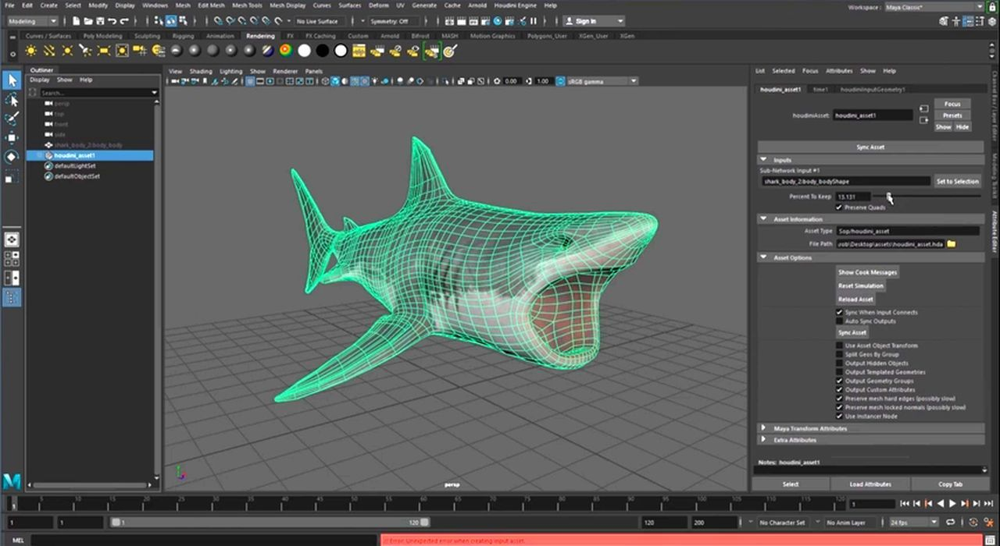 File Edit Create Select Modify Display Windows Mesh Edit Mesh Mesh Tools Mesh Display Curves Surfaces Deform UV Generate Cache Arnold Houdini Engine Help
Workspace : Maya Classic*
Modeling No Live Surface Symmetry: Off Sign In
Curves / Surfaces Poly Modeling Sculpting Rigging Animation Rendering FX FX Caching Custom Arnold Bifrost MASH Motion Graphics Polygons_User XGen_User XGen
Outliner
Display Show Help
Search...
persp
top
front
side
shark_body_2:body_body
houdini_asset1
defaultLightSet
defaultObjectSet
View Shading Lighting Show Renderer Panels
0.00 1.00 sRGB gamma
persp
List Selected Focus Attributes Show Help
houdini_asset1 time1 houdiniInputGeometry1
houdiniAsset: houdini_asset1
Focus
Presets
Show Hide
Sync Asset
Inputs
Sub-Network Input #1
shark_body_2:body_bodyShape Set to Selection
Percent To Keep 13.131
Preserve Quads
Asset Information
Asset Type Sop/houdini_asset
File Path rob\Desktop\assets\houdini_asset.hda
Asset Options
Show Cook Messages
Reset Simulation
Reload Asset
Sync When Input Connects
Auto Sync Outputs
Sync Asset
Use Asset Object Transform
Split Geos By Group
Output Hidden Objects
Output Templated Geometries
Output Geometry Groups
Output Custom Attributes
Preserve mesh hard edges (possibly slow)
Preserve mesh locked normals (possibly slow)
Use Instancer Node
Maya Transform Attributes
Extra Attributes
Notes: houdini_asset1
Select Load Attributes Copy Tab
Modeling Toolkit
Attribute Editor
5 10 15 20 25 30 35 40 45 50 55 60 65 70 75 80 85 90 95 100 105 110 115 120
1
1 1 1 120 120 200 No Character Set No Anim Layer 24 fps
MEL // Error: Unexpected error when creating input asset.